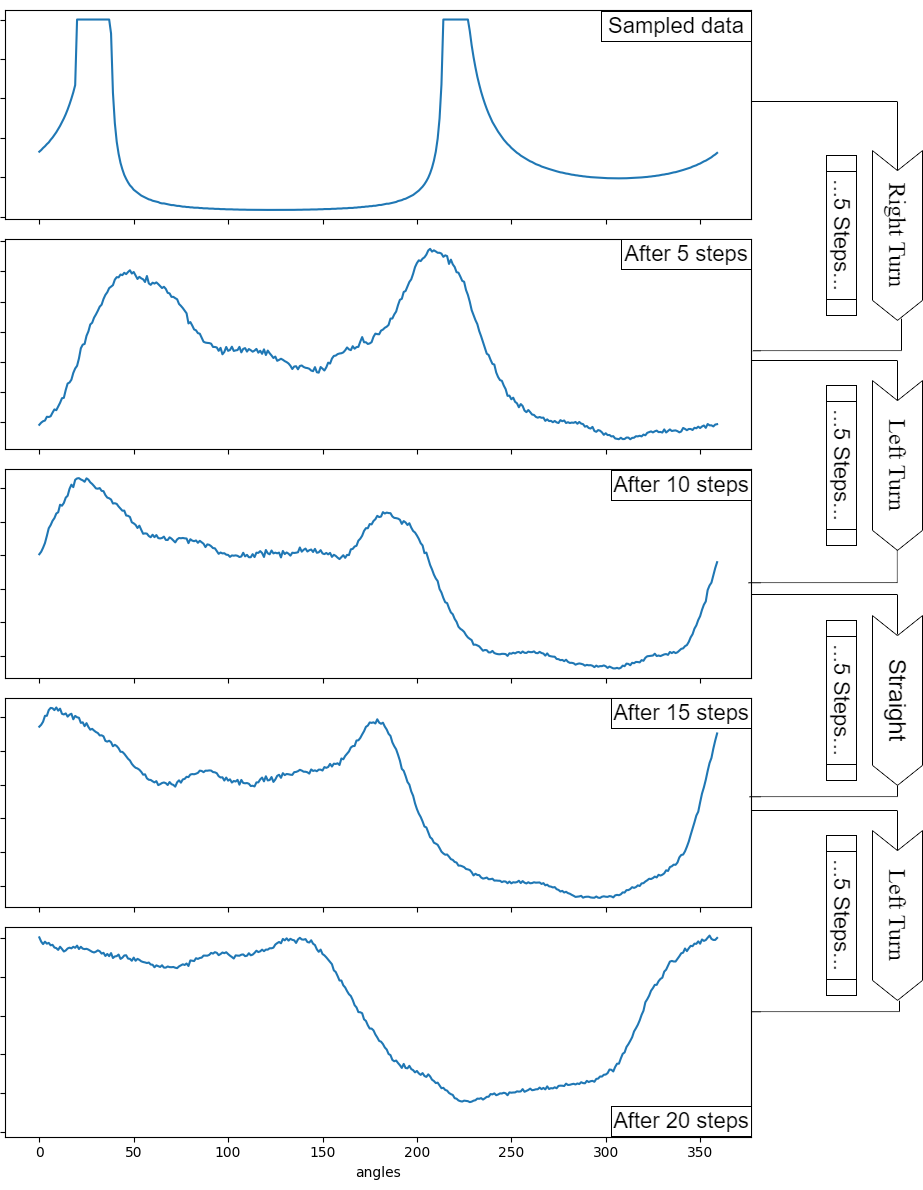 Sampled data
Right Turn
...5 Steps...
After 5 steps
Left Turn
...5 Steps...
After 10 steps
Straight
...5 Steps...
After 15 steps
Left Turn
...5 Steps...
After 20 steps
0 50 100 150 200 250 300 350
angles